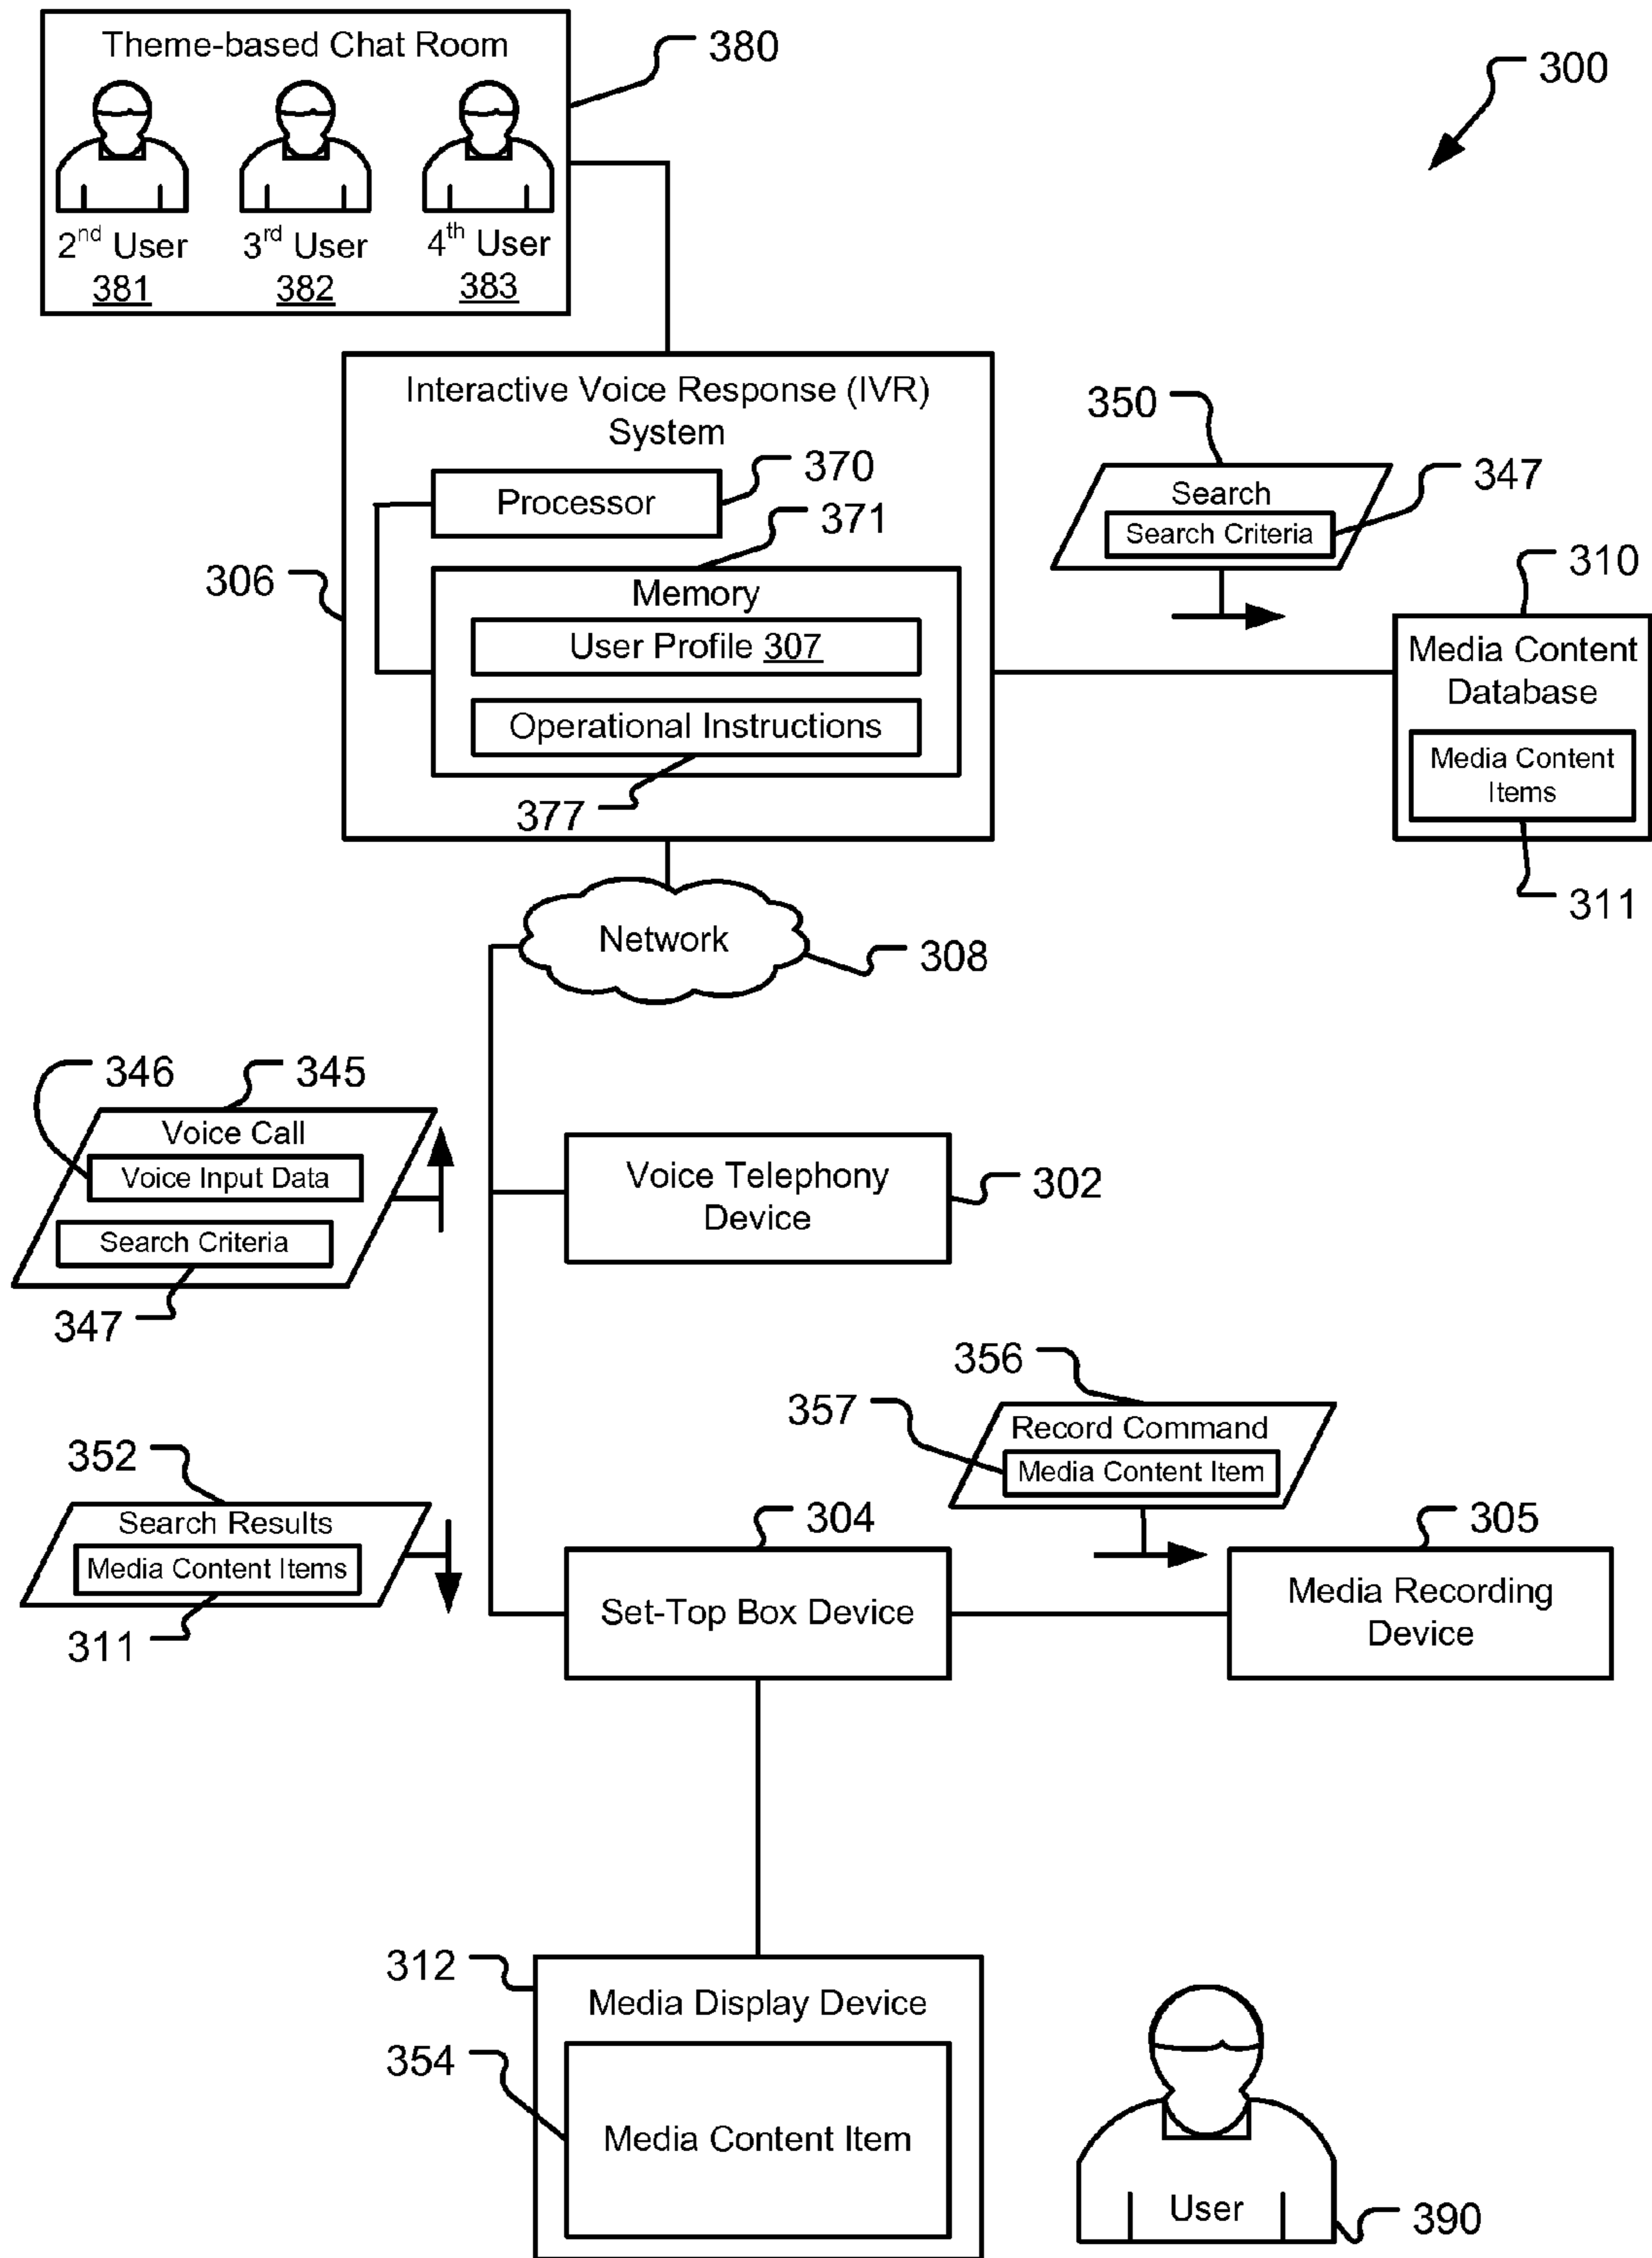 Theme-based Chat Room
380
300
2nd User
3rd User
4th User
381
382
383
Interactive Voice Response (IVR)
System
350
Search
347
Search Criteria
Processor
370
371
306
Memory
User Profile 307
Operational Instructions
377
310
Media Content
Database
Media Content
Items
311
Network
308
346
345
Voice Call
Voice Input Data
Search Criteria
347
Voice Telephony
Device
302
356
357
Record Command
Media Content Item
352
Search Results
Media Content Items
311
304
Set-Top Box Device
305
Media Recording
Device
312
Media Display Device
354
Media Content Item
User
390